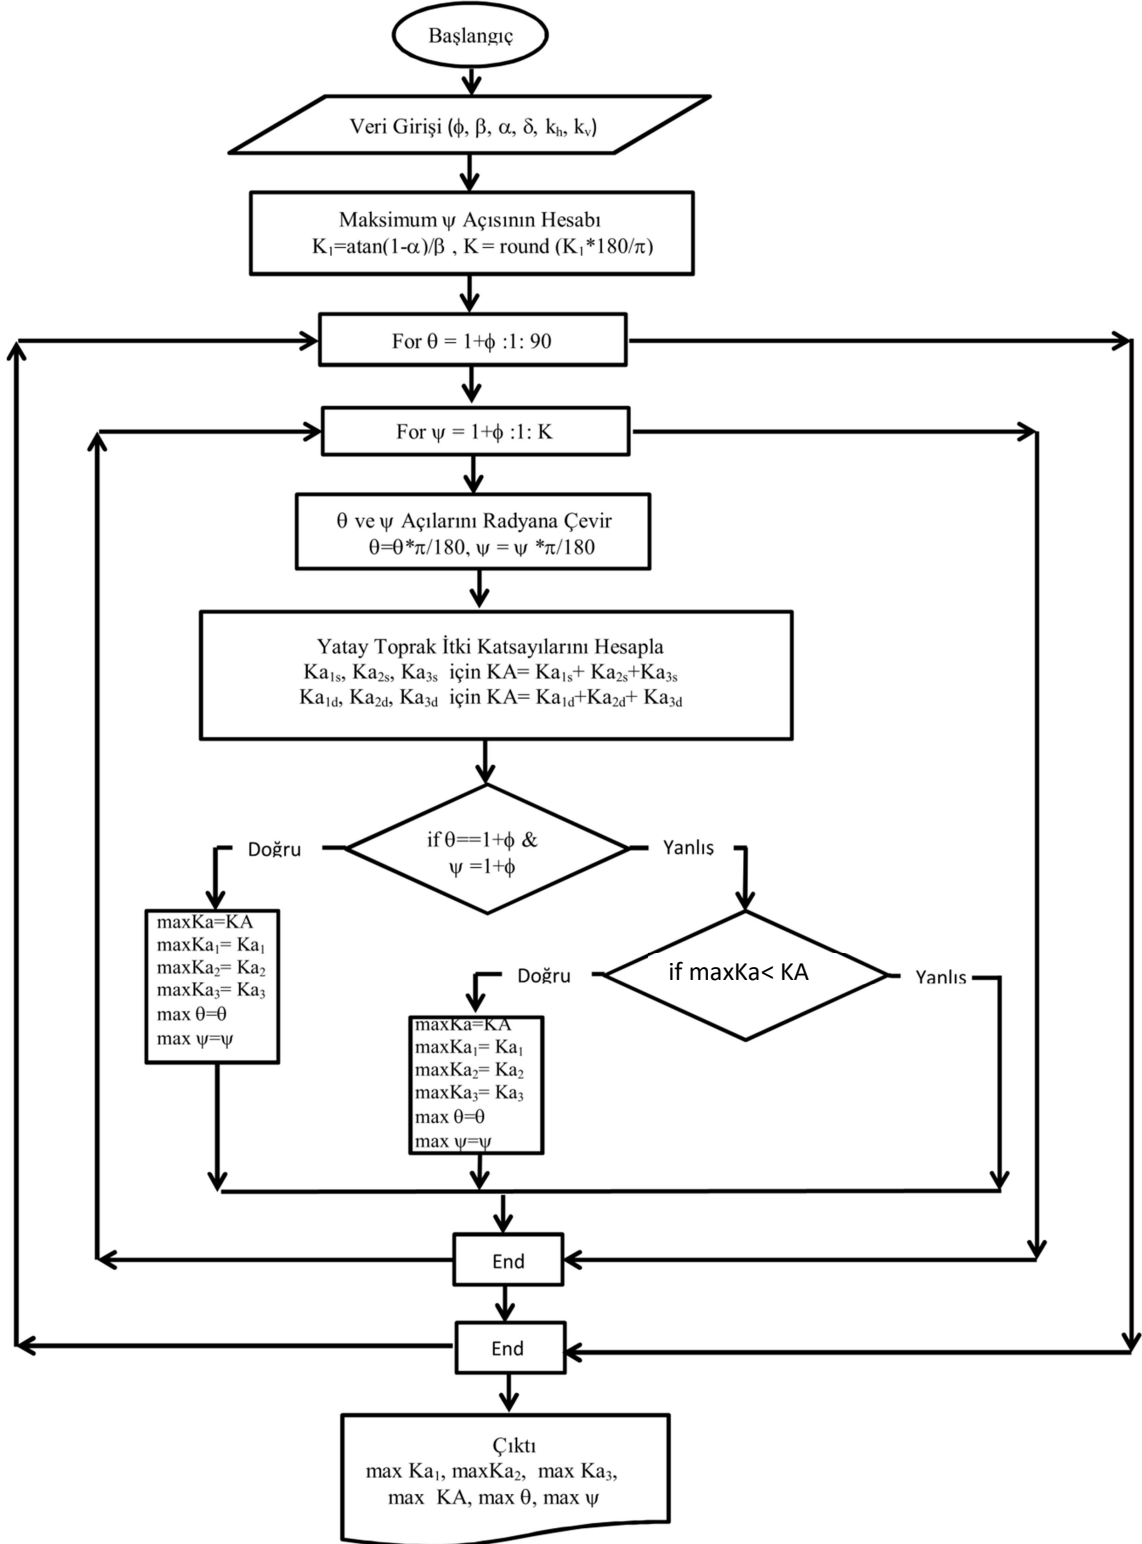 Başlangıç
Veri Girişi (ϕ, β, α, δ, kₕ, kᵥ)
Maksimum ψ Açısının Hesabı
K₁=atan(1-α)/β , K = round (K₁*180/π)
For θ = 1+ϕ :1: 90
For ψ = 1+ϕ :1: K
θ ve ψ Açılarını Radyana Çevir
θ=θ*π/180, ψ = ψ *π/180
Yatay Toprak İtki Katsayılarını Hesapla
Ka₁ₛ, Ka₂ₛ, Ka₃ₛ için KA= Ka₁ₛ+ Ka₂ₛ+Ka₃ₛ
Ka1d, Ka2d, Ka3d için KA= Ka1d+Ka2d+ Ka3d
if θ==1+ϕ &
ψ =1+ϕ
Doğru
Yanlıs
maxKa=KA
maxKa₁= Ka₁
maxKa₂= Ka₂
maxKa₃= Ka₃
max θ=θ
max ψ=ψ
if maxKa< KA
Doğru
Yanlıs
maxKa=KA
maxKa₁= Ka₁
maxKa₂= Ka₂
maxKa₃= Ka₃
max θ=θ
max ψ=ψ
End
End
Çıktı
max Ka₁, maxKa₂, max Ka₃,
max KA, max θ, max ψ